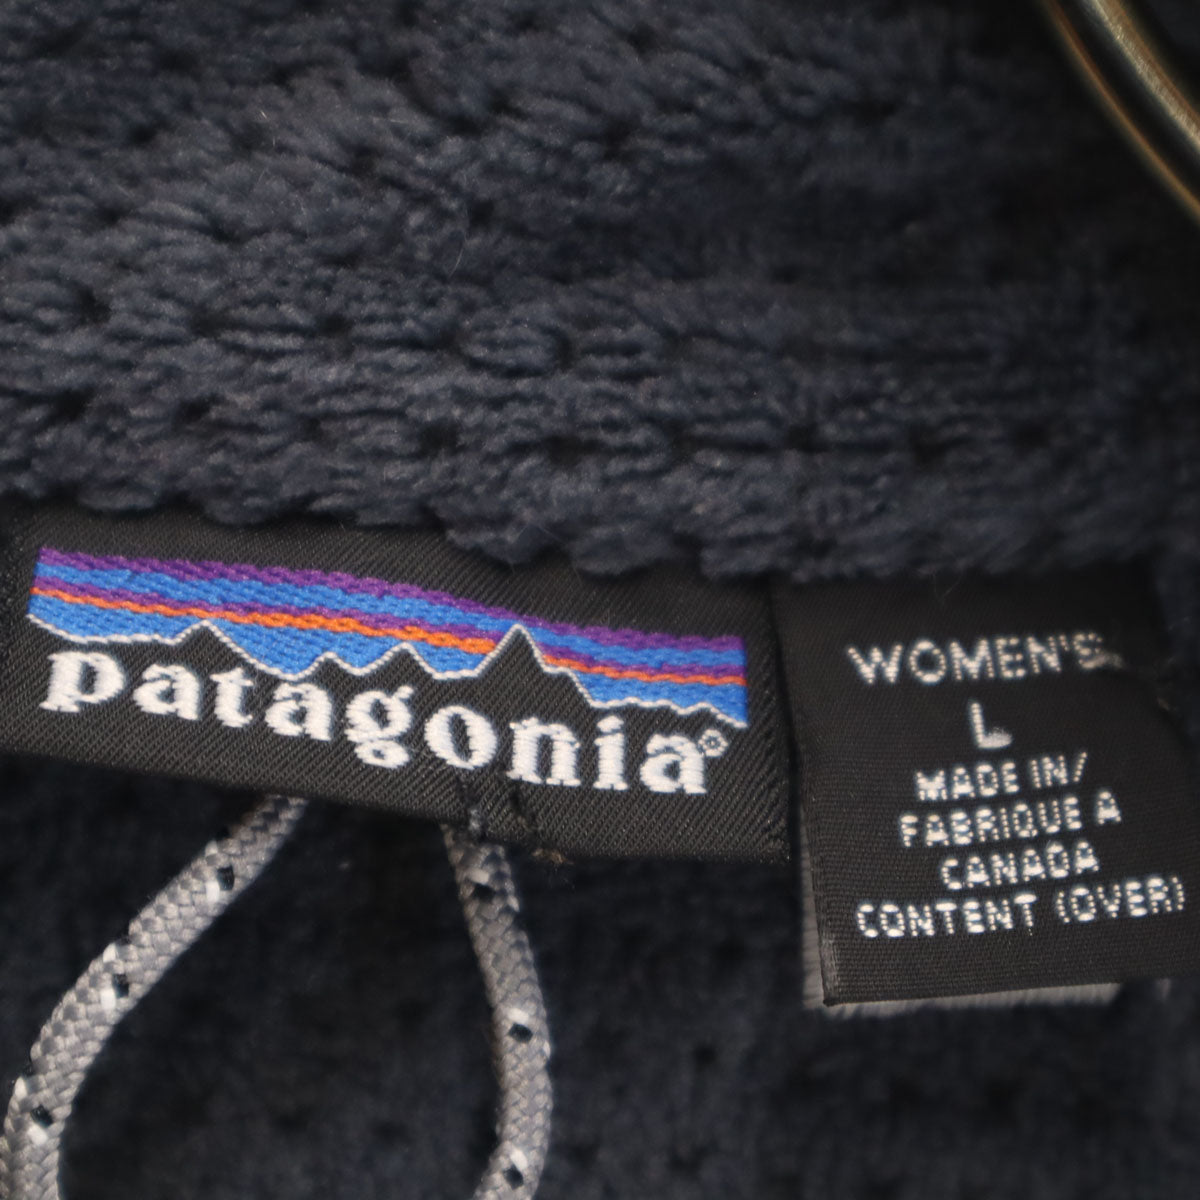 patagonia®
WOMEN'S
L
MADE IN/
FABRIQUE A
CANADA
CONTENT (OVER)